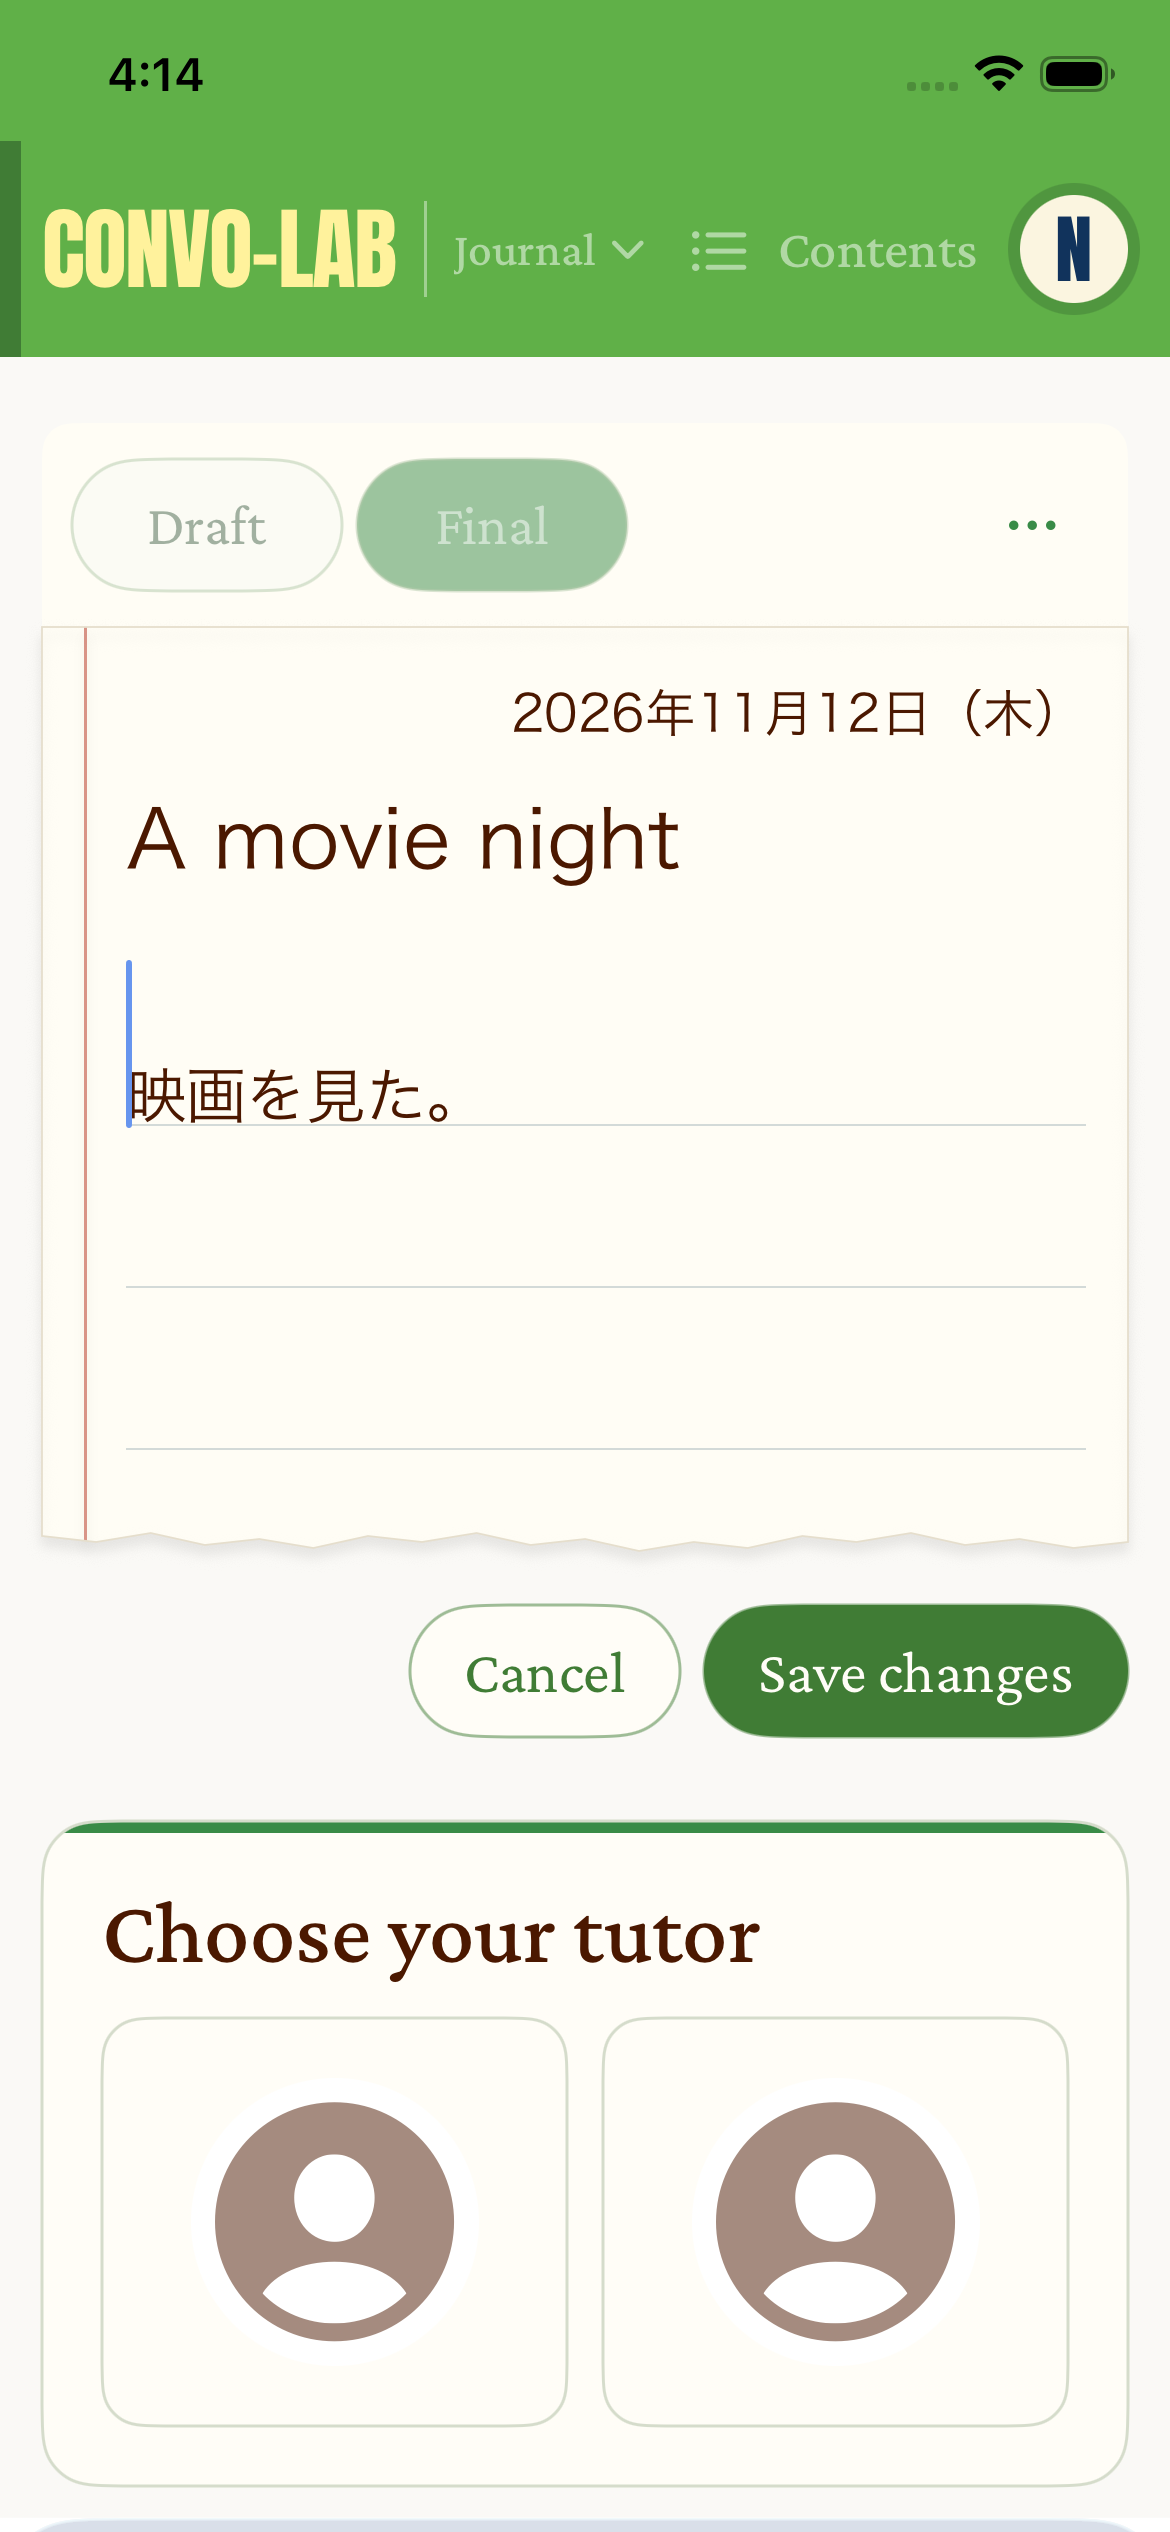 4:14
CONVO-LAB
Journal
Contents
N
Draft
Final
2026年11月12日（木）
A movie night
映画を見た。
Cancel
Save changes
Choose your tutor